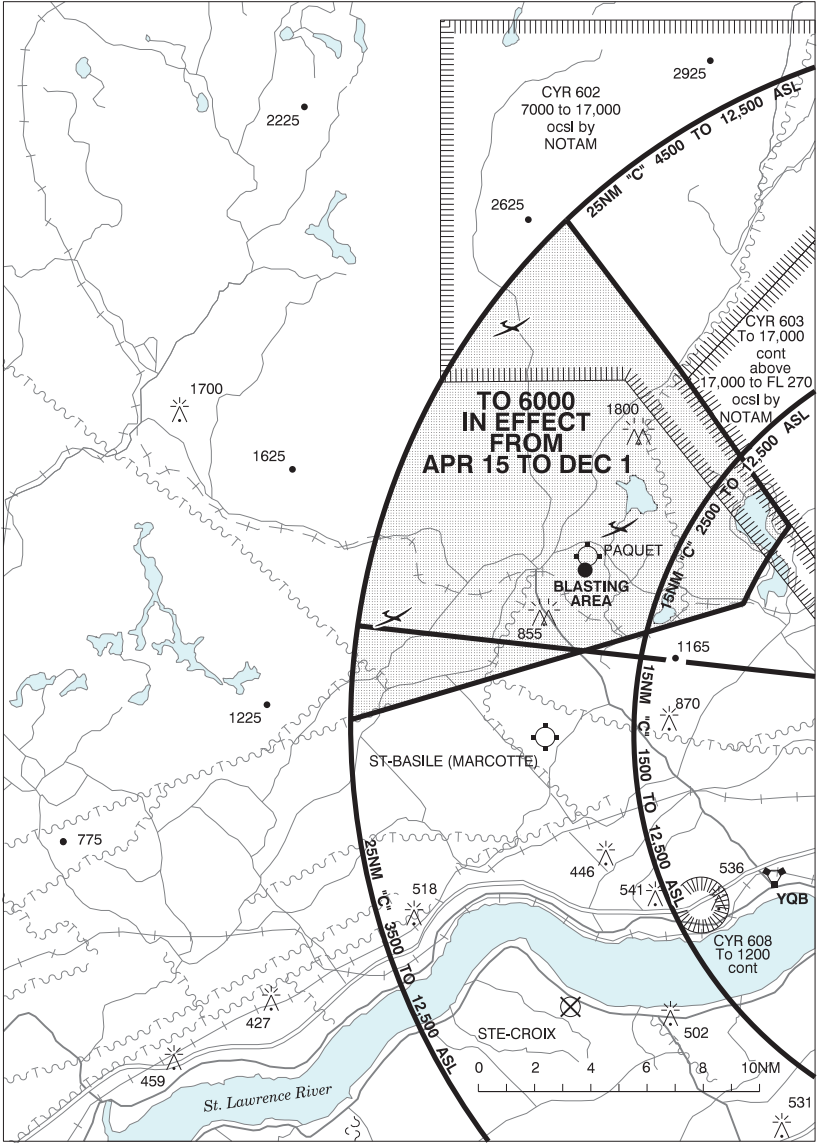 2925
CYR 602
7000 to 17,000
ocsl by
NOTAM
2225
25NM "C" 4500 TO 12,500 ASL
2625
CYR 603
To 17,000
cont
above
17,000 to FL 270
ocsl by
NOTAM
1700
TO 6000
IN EFFECT
FROM
APR 15 TO DEC 1
1800
1625
15NM "C" 2500 TO 12,500 ASL
PAQUET
BLASTING
AREA
855
1165
1225
870
ST-BASILE (MARCOTTE)
15NM "C" 1500 TO 12,500 ASL
775
25NM "C" 3500 TO 12,500 ASL
446
536
518
541
YQB
CYR 608
To 1200
cont
427
STE-CROIX
502
459
0 2 4 6 8 10NM
St. Lawrence River
531